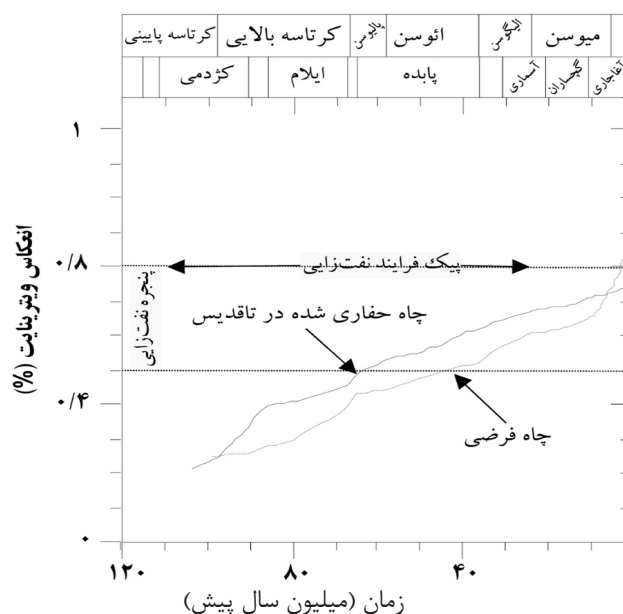 کرتاسه پایینی کرتاسه بالایی پالیوسن ائوسن الیگوسن میوسن
کژدمی ایلام پابده آسماری گچساران آغاجاری
۱
۰/۸
۰/۴
۰
انعکاس ویترینایت (%)
پنجره نفت‌زایی
پیک فرایند نفت‌زایی
چاه حفاری شده در تاقدیس
چاه فرضی
۱۲۰ ۸۰ ۴۰
زمان (میلیون سال پیش)